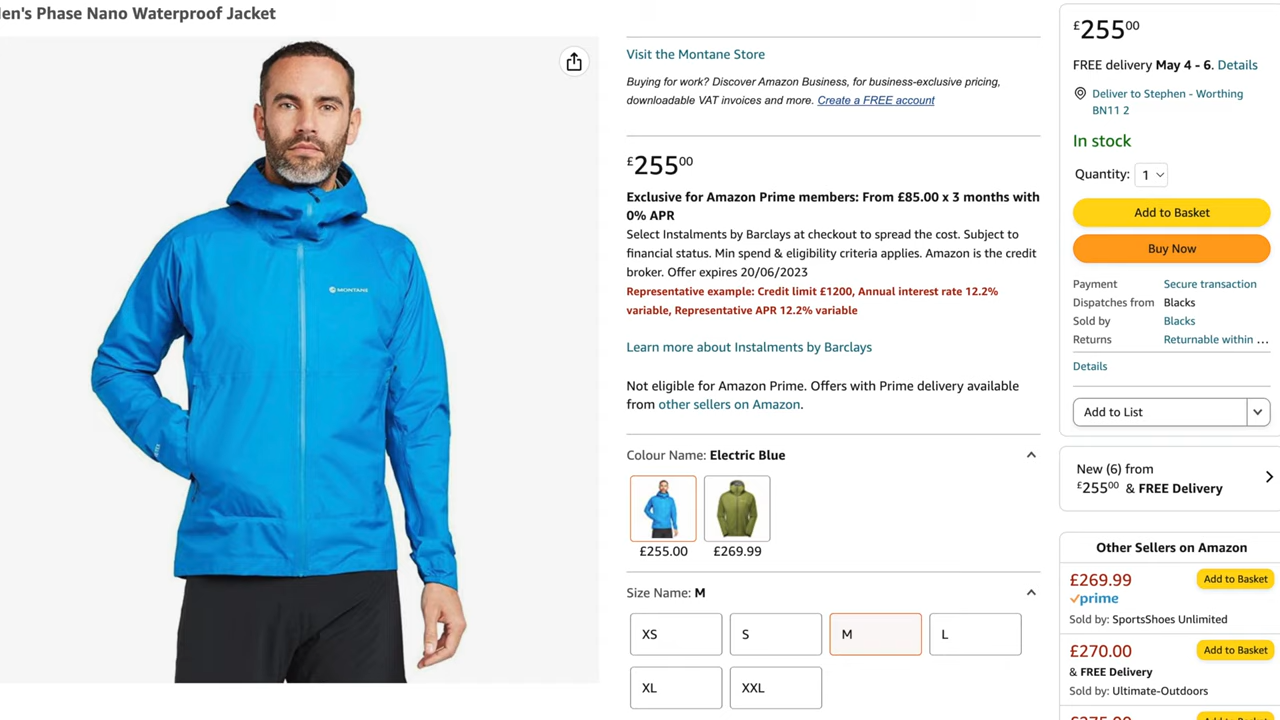 Men's Phase Nano Waterproof Jacket
MONTANE
Visit the Montane Store
Buying for work? Discover Amazon Business, for business-exclusive pricing,
downloadable VAT invoices and more. Create a FREE account
£255⁰⁰
Exclusive for Amazon Prime members: From £85.00 x 3 months with
0% APR
Select Instalments by Barclays at checkout to spread the cost. Subject to
financial status. Min spend & eligibility criteria applies. Amazon is the credit
broker. Offer expires 20/06/2023
Representative example: Credit limit £1200, Annual interest rate 12.2%
variable, Representative APR 12.2% variable
Learn more about Instalments by Barclays
Not eligible for Amazon Prime. Offers with Prime delivery available
from other sellers on Amazon.
Colour Name: Electric Blue
£255.00 £269.99
Size Name: M
XS S M L
XL XXL
£255⁰⁰
FREE delivery May 4 - 6. Details
Deliver to Stephen - Worthing
BN11 2
In stock
Quantity: 1
Add to Basket
Buy Now
Payment Secure transaction
Dispatches from Blacks
Sold by Blacks
Returns Returnable within ...
Details
Add to List
New (6) from
£255⁰⁰ & FREE Delivery
Other Sellers on Amazon
£269.99 Add to Basket
prime
Sold by: SportsShoes Unlimited
£270.00 Add to Basket
& FREE Delivery
Sold by: Ultimate-Outdoors